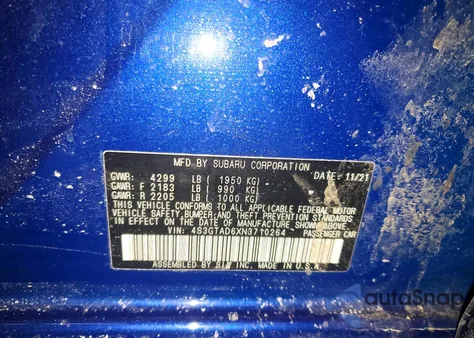 MFD BY SUBARU CORPORATION
GVWR: 4299 LB ( 1950 KG) DATE: 11/21
GAWR: F 2183 LB ( 990 KG)
GAWR: R 2205 LB ( 1000 KG)
THIS VEHICLE CONFORMS TO ALL APPLICABLE FEDERAL MOTOR
VEHICLE SAFETY, BUMPER, AND THEFT PREVENTION STANDARDS
IN EFFECT ON THE DATE OF MANUFACTURE SHOWN ABOVE.
VIN: 4S3GTAD6XN3710264 PASSENGER CAR
ASSEMBLED BY SIA MADE IN U.S.A.
autoSnap